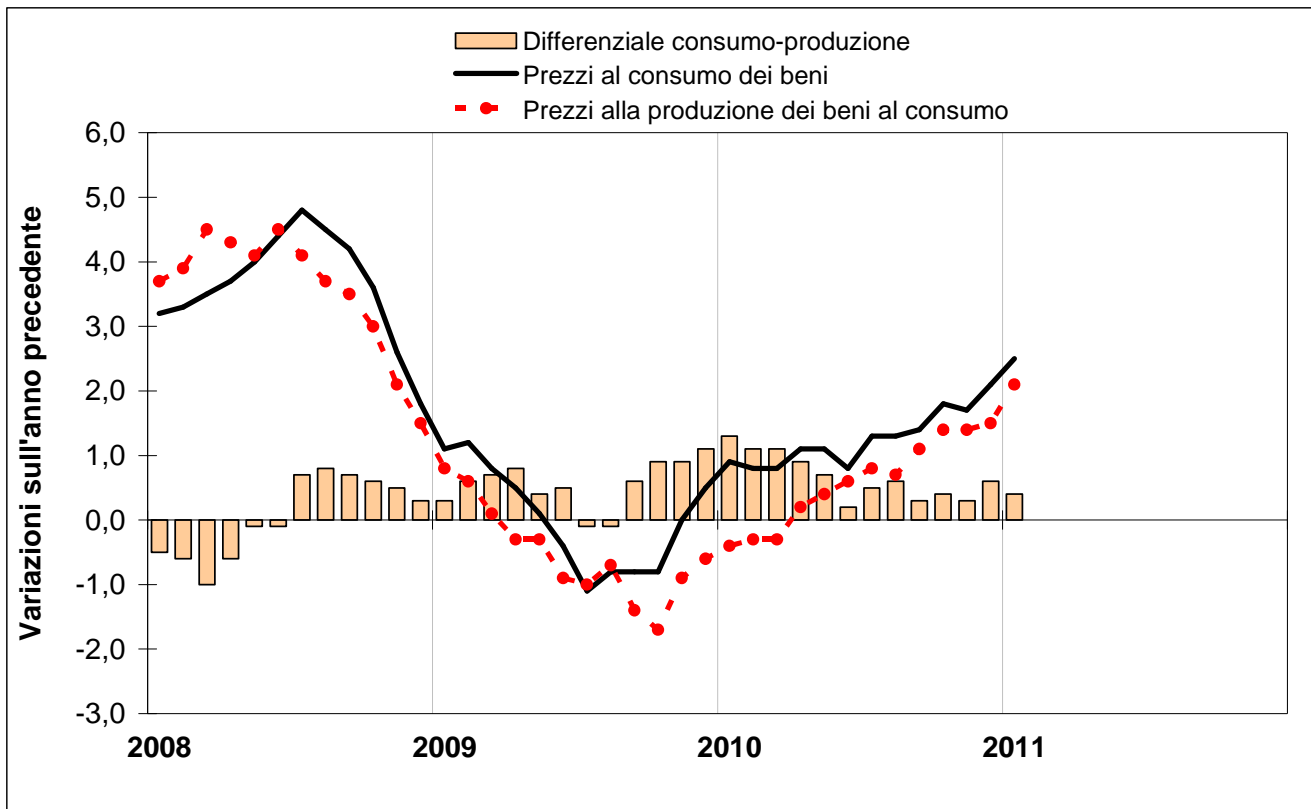 Differenziale consumo-produzione
Prezzi al consumo dei beni
Prezzi alla produzione dei beni al consumo
Variazioni sull'anno precedente
6,0
5,0
4,0
3,0
2,0
1,0
0,0
-1,0
-2,0
-3,0
2008 2009 2010 2011